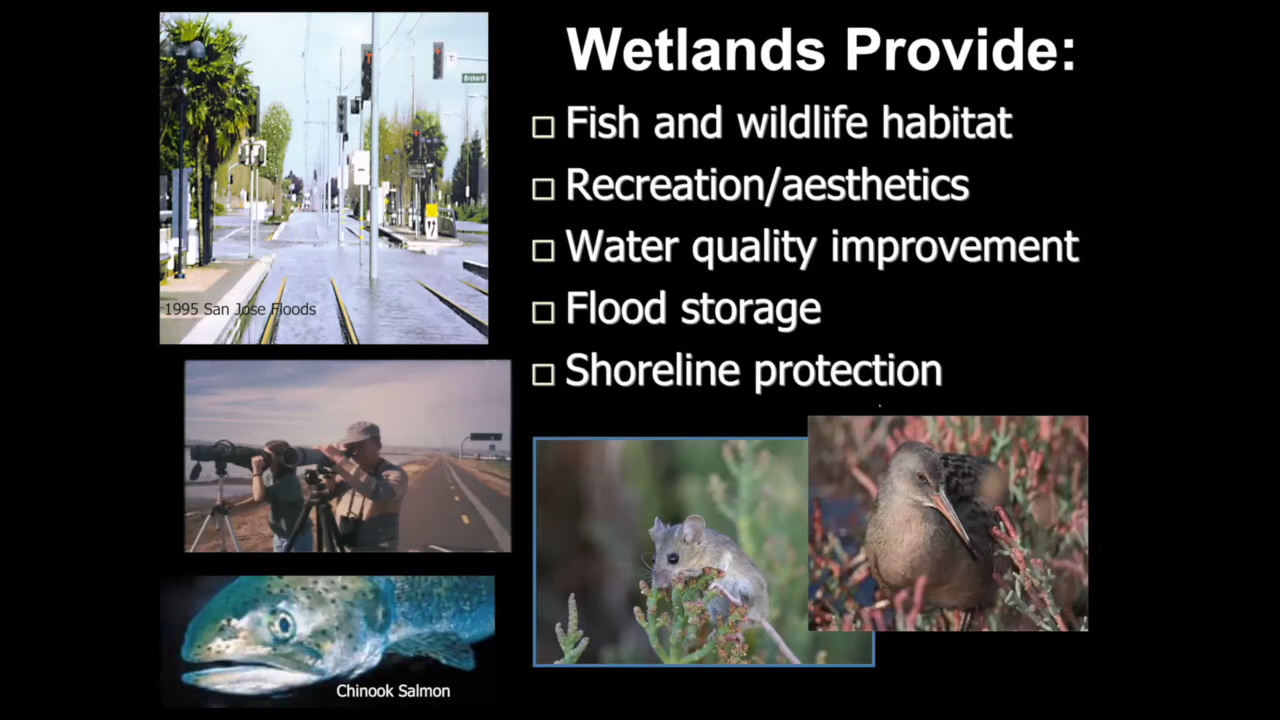 Wetlands Provide:
Fish and wildlife habitat
Recreation/aesthetics
Water quality improvement
Flood storage
Shoreline protection
Orchard
1995 San Jose Floods
Chinook Salmon